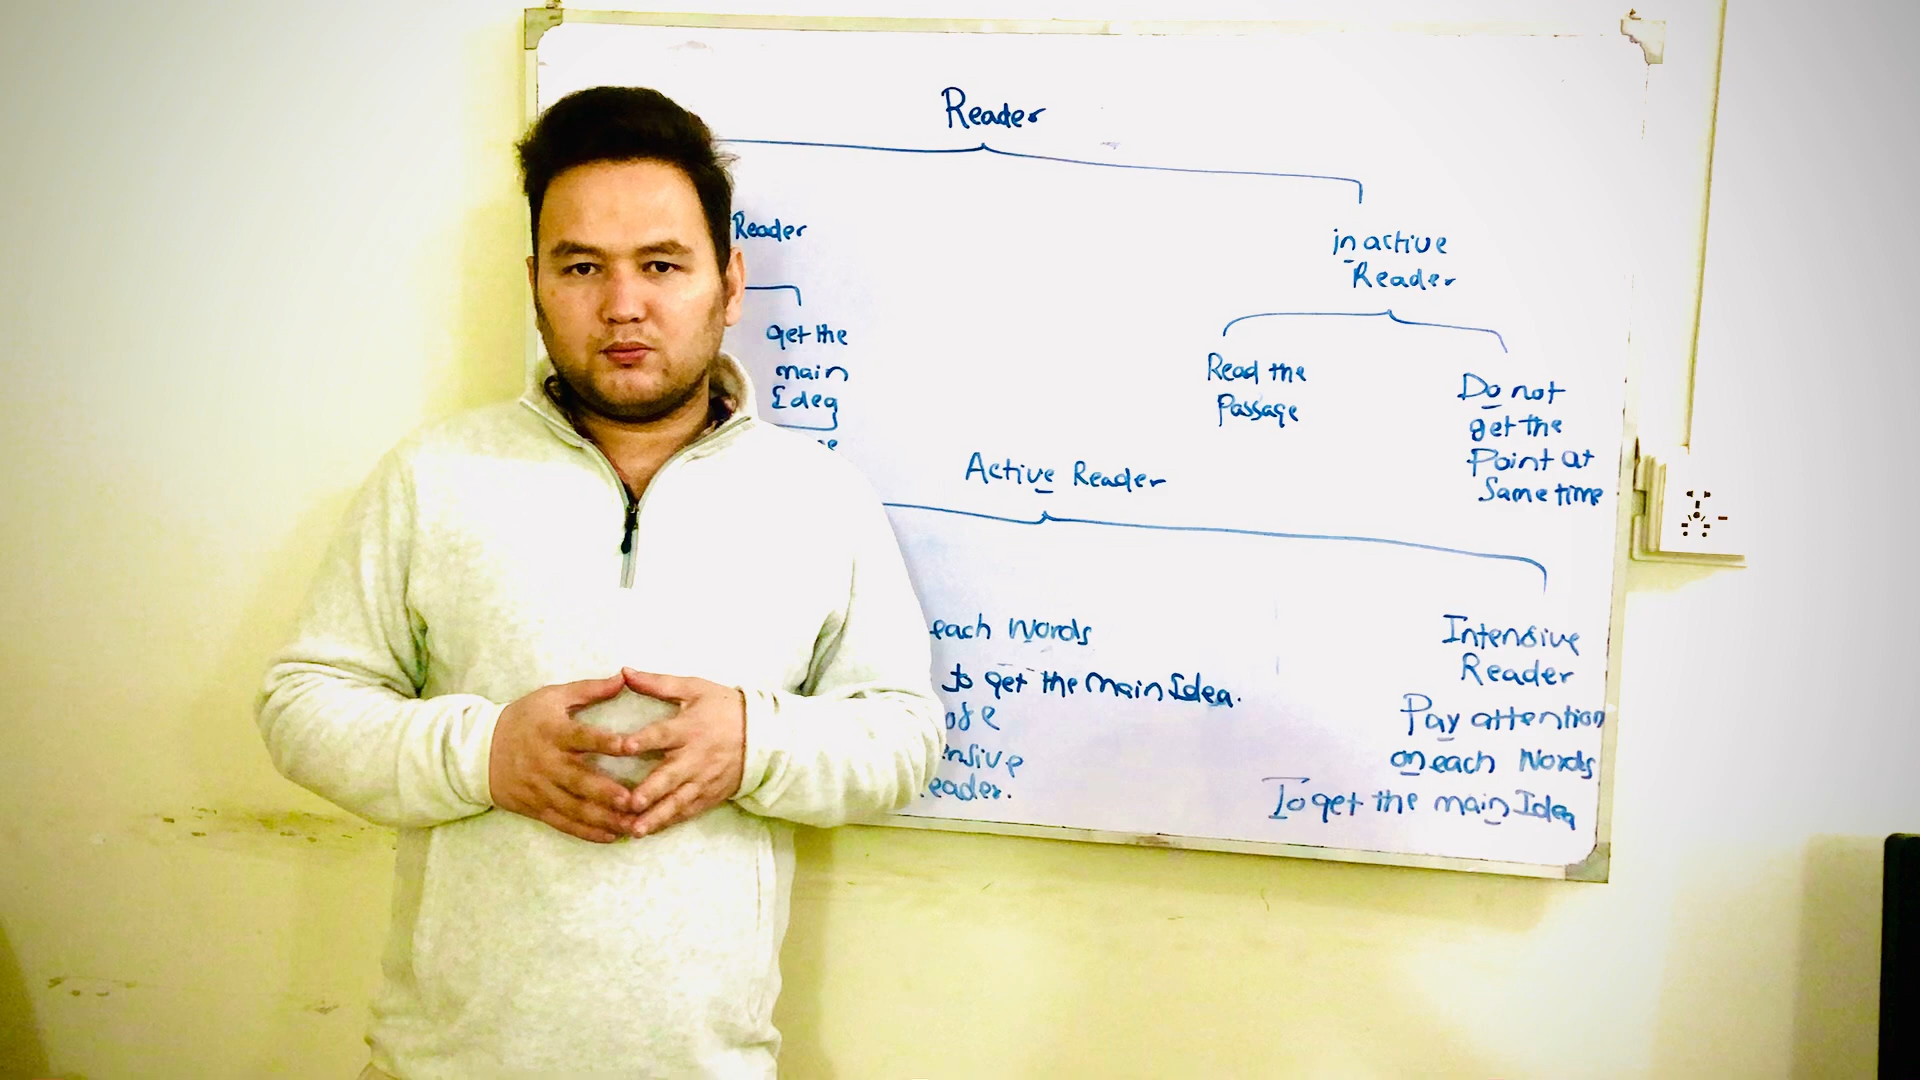 Reader
Reader
inactive
Reader
get the
main
Idea
Read the
Passage
Do not
get the
Point at
Same time
Active Reader
each Words
to get the main Idea.
eader.
Intensive
Reader
Pay attention
on each Words
To get the main Idea